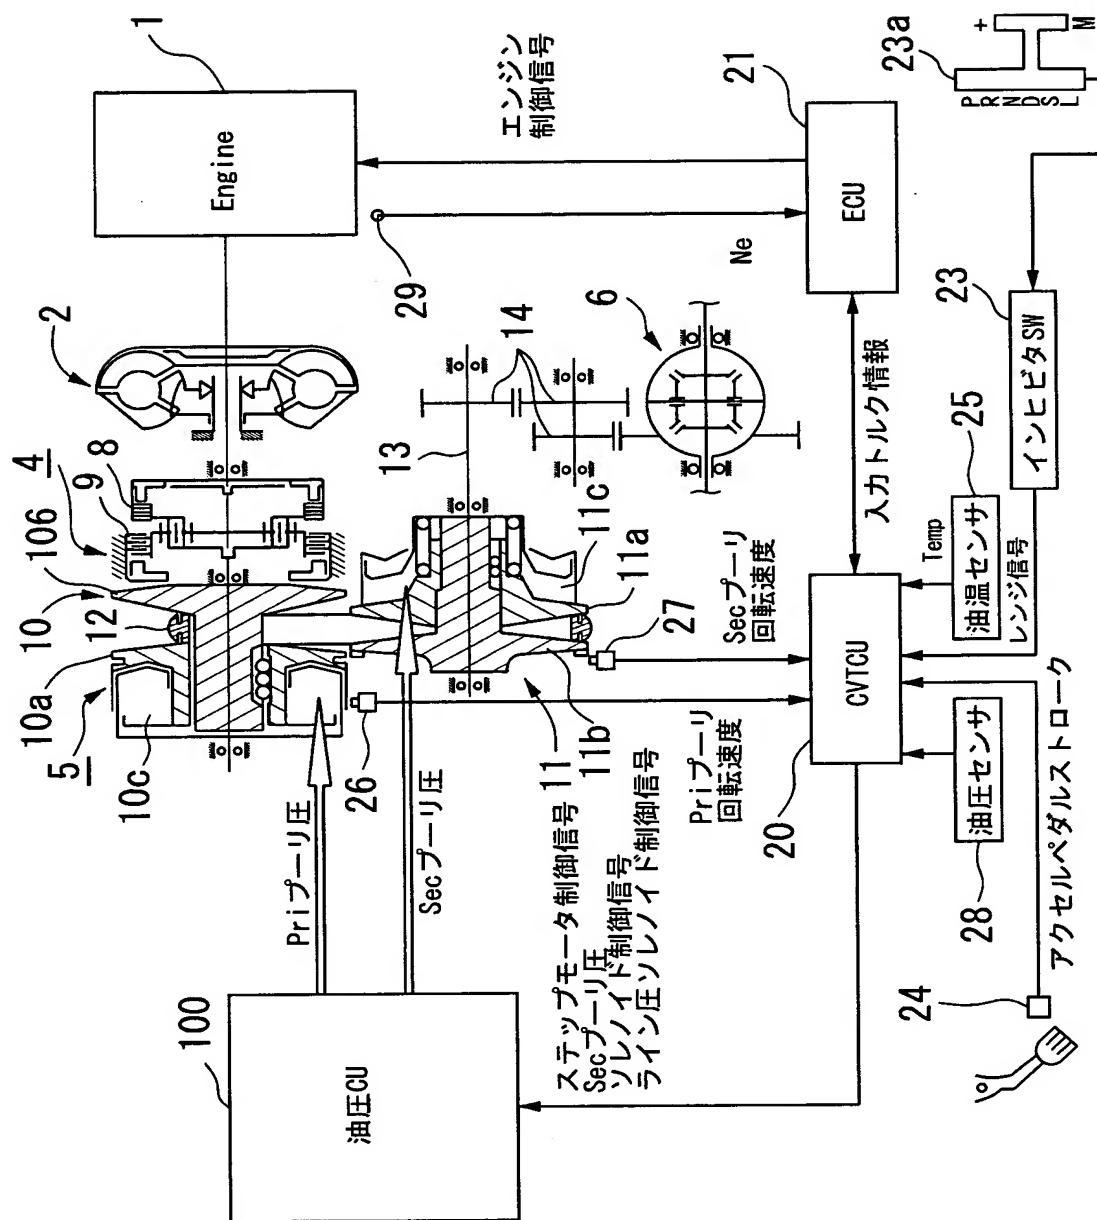 1
Engine
エンジン
制御信号
21
ECU
23a
+
M
PRNDSL
2
29
Ne
6
14
13
入力トルク情報
23
インヒビタSW
25
油温センサ
Temp
レンジ信号
4
8
9
106
10
12
10a
5
10c
11c
11a
27
Secプーリ
回転速度
CVTCU
20
26
11
11b
Priプーリ
回転速度
Priプーリ圧
Secプーリ圧
油圧センサ
28
アクセルペダルストローク
24
100
油圧CU
ステップモータ制御信号
Secプーリ圧
ソレノイド制御信号
ライン圧ソレノイド制御信号